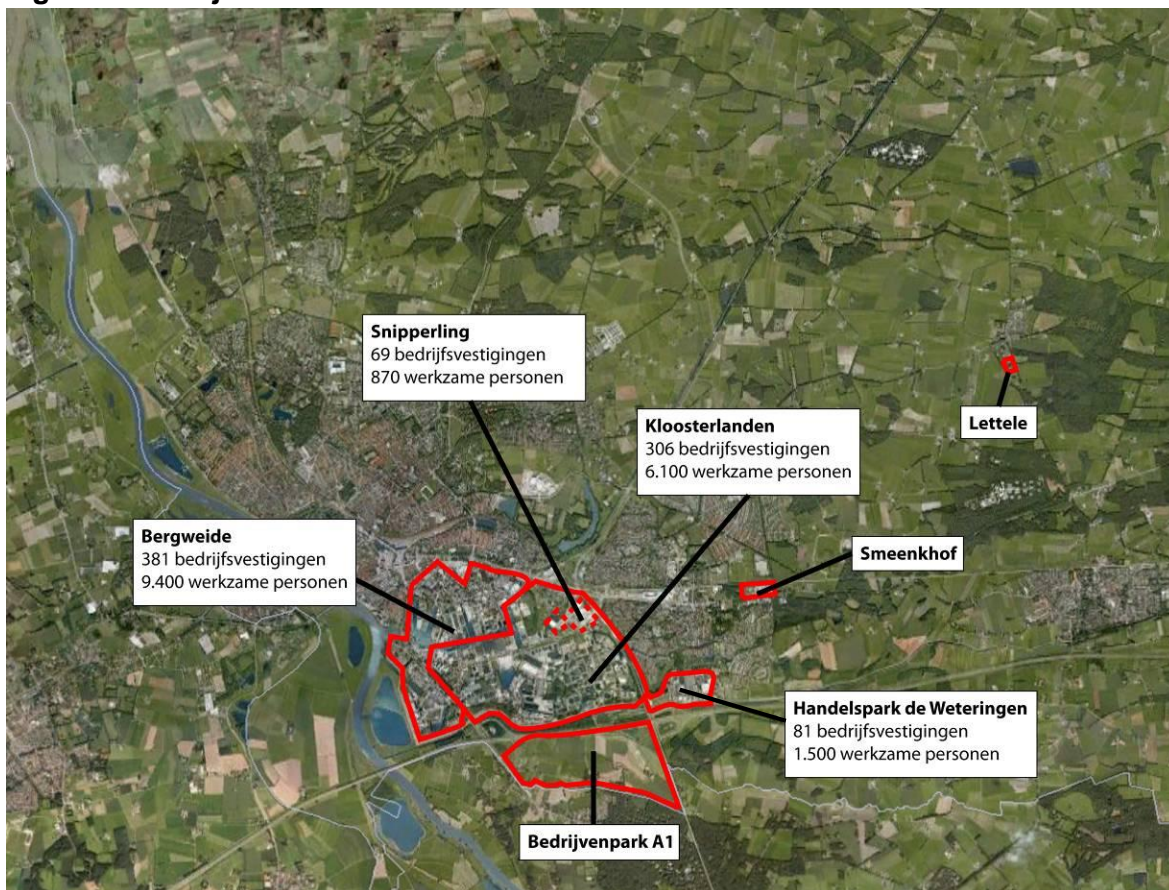 Snipperling
69 bedrijfsvestigingen
870 werkzame personen
Kloosterlanden
306 bedrijfsvestigingen
6.100 werkzame personen
Lettele
Bergweide
381 bedrijfsvestigingen
9.400 werkzame personen
Smeenkhof
Handelspark de Weteringen
81 bedrijfsvestigingen
1.500 werkzame personen
Bedrijvenpark A1